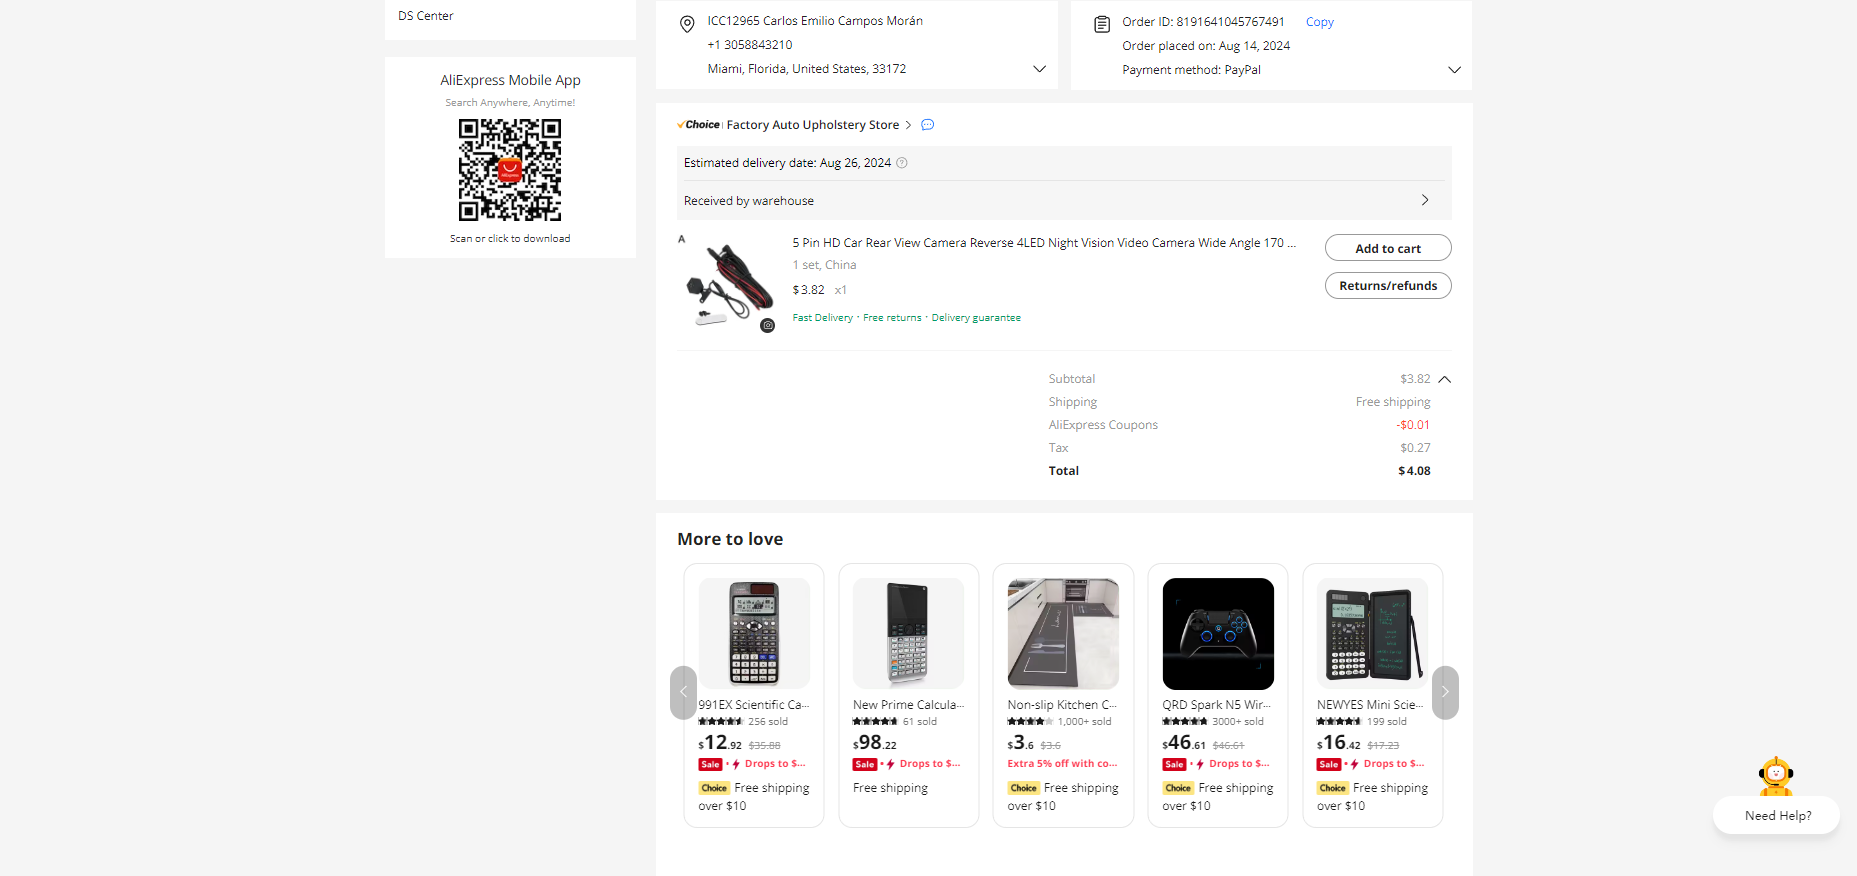 DS Center
AliExpress Mobile App
Search Anywhere, Anytime!
AliExpress
Scan or click to download
ICC12965 Carlos Emilio Campos Morán
+1 3058843210
Miami, Florida, United States, 33172
Order ID: 8191641045767491 Copy
Order placed on: Aug 14, 2024
Payment method: PayPal
Choice Factory Auto Upholstery Store
Estimated delivery date: Aug 26, 2024
Received by warehouse
A
5 Pin HD Car Rear View Camera Reverse 4LED Night Vision Video Camera Wide Angle 170 ...
1 set, China
$3.82 x1
Fast Delivery · Free returns · Delivery guarantee
Add to cart
Returns/refunds
Subtotal $3.82
Shipping Free shipping
AliExpress Coupons -$0.01
Tax $0.27
Total $4.08
More to love
991EX Scientific Ca...
256 sold
$12.92 $35.88
Sale Drops to $...
Choice Free shipping
over $10
New Prime Calcula...
61 sold
$98.22
Sale Drops to $...
Free shipping
Non-slip Kitchen C...
1,000+ sold
$3.6 $3.6
Extra 5% off with co...
Choice Free shipping
over $10
QRD Spark N5 Wir...
3000+ sold
$46.61 $46.61
Sale Drops to $...
Choice Free shipping
over $10
NEWYES Mini Scie...
199 sold
$16.42 $17.23
Sale Drops to $...
Choice Free shipping
over $10
Need Help?